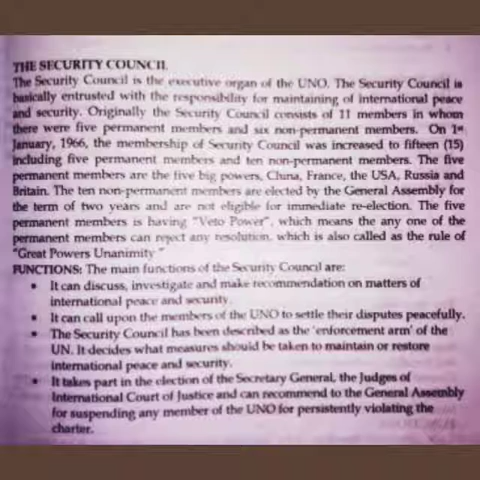 THE SECURITY COUNCIL
The Security Council is the executive organ of the UNO. The Security Council is
basically entrusted with the responsibility for maintaining of international peace
and security. Originally the Security Council consists of 11 members in whom
there were five permanent members and six non-permanent members. On 1st
January, 1966, the membership of Security Council was increased to fifteen (15)
including five permanent members and ten non-permanent members. The five
permanent members are the five big powers, China, France, the USA, Russia and
Britain. The ten non-permanent members are elected by the General Assembly for
the term of two years and are not eligible for immediate re-election. The five
permanent members is having "Veto Power", which means the any one of the
permanent members can reject any resolution, which is also called as the rule of
"Great Powers Unanimity "
FUNCTIONS: The main functions of the Security Council are:
• It can discuss, investigate and make recommendation on matters of
international peace and security.
• It can call upon the members of the UNO to settle their disputes peacefully.
• The Security Council has been described as the 'enforcement arm' of the
UN. It decides what measures should be taken to maintain or restore
international peace and security.
• It takes part in the election of the Secretary General, the Judges of
International Court of Justice and can recommend to the General Assembly
for suspending any member of the UNO for persistently violating the
charter.